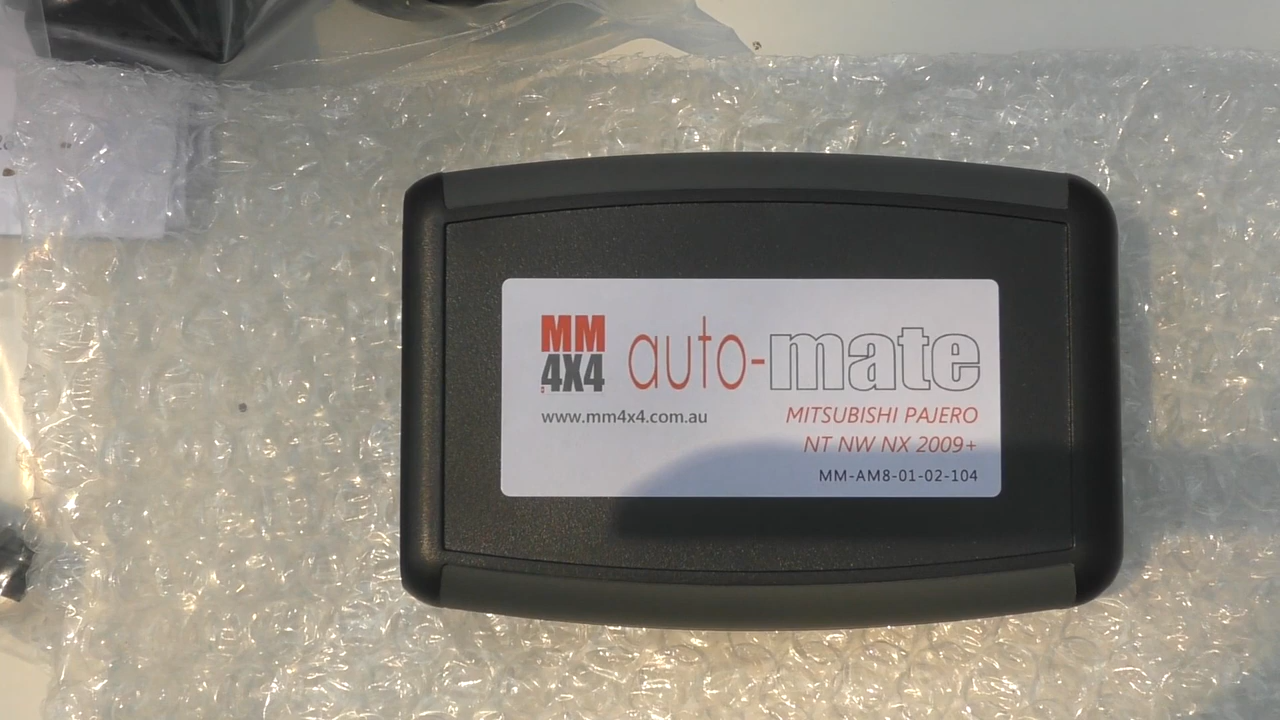 MM
4X4
auto-mate
www.mm4x4.com.au
MITSUBISHI PAJERO
NT NW NX 2009+
MM-AM8-01-02-104